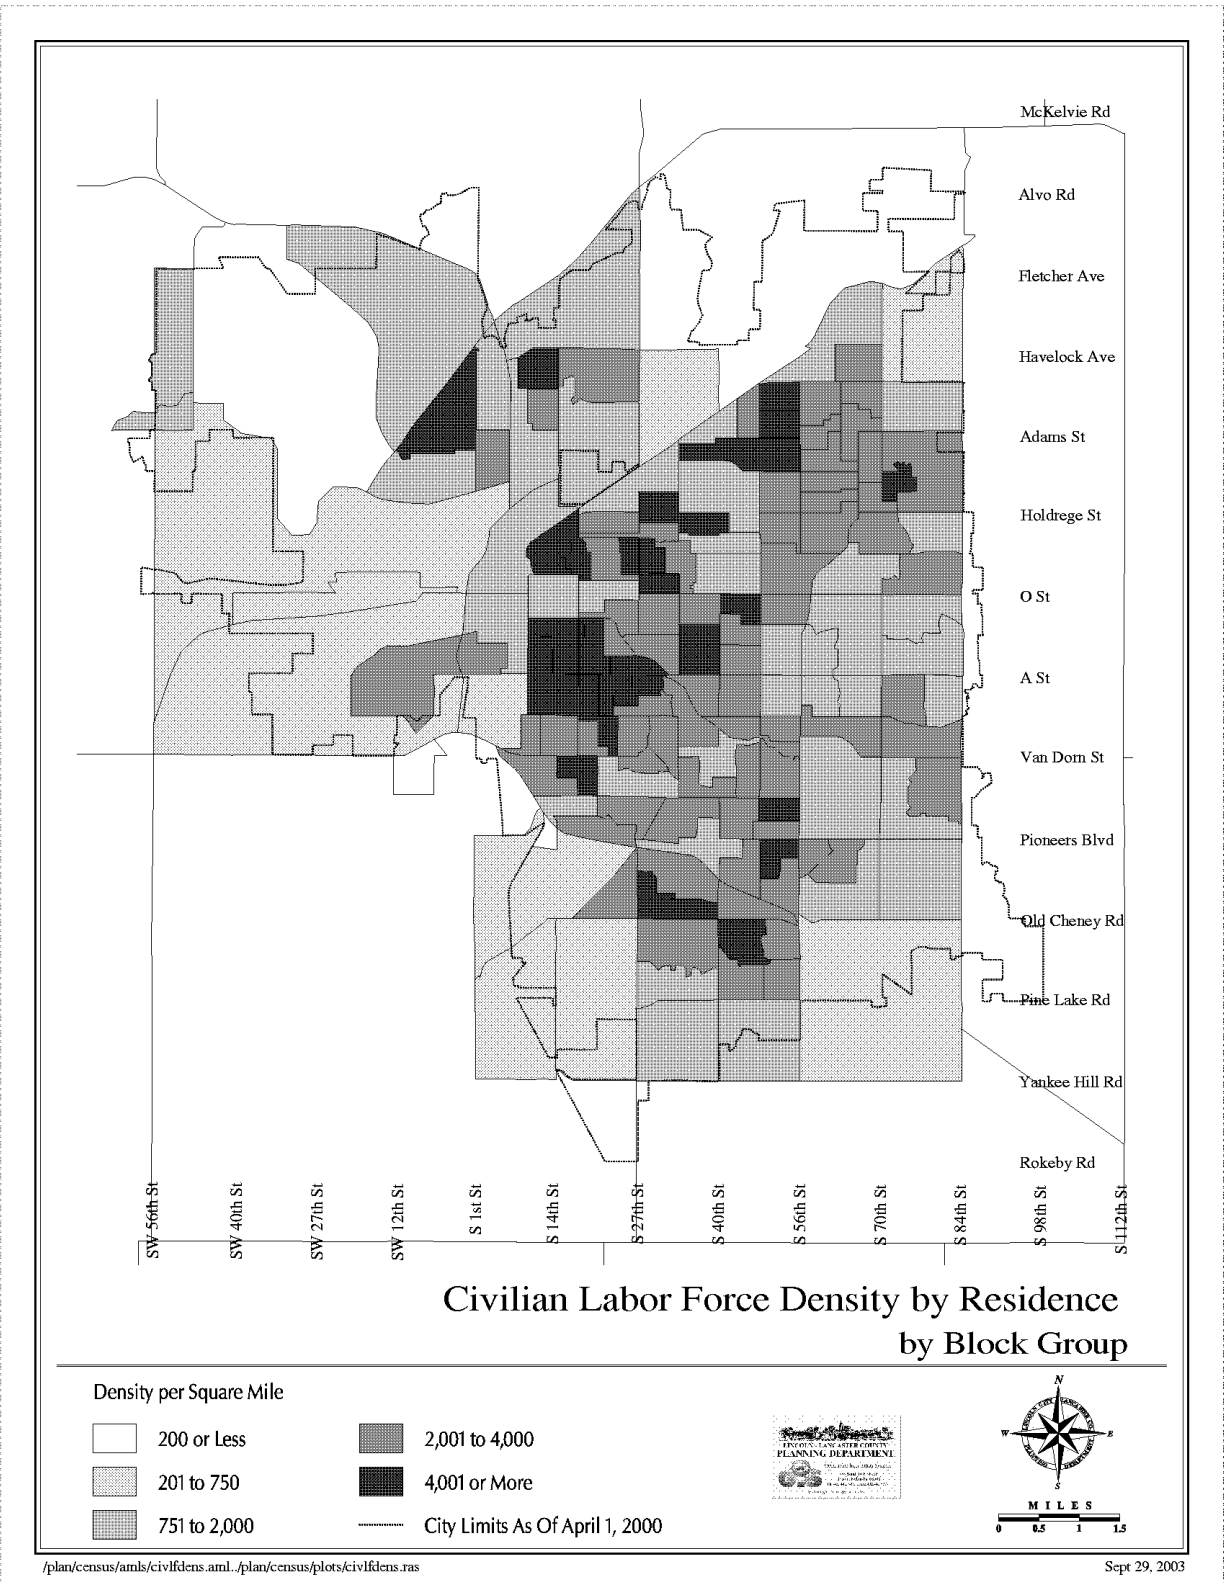 McKelvie Rd
Alvo Rd
Fletcher Ave
Havelock Ave
Adams St
Holdrege St
O St
A St
Van Dorn St
Pioneers Blvd
Old Cheney Rd
Pine Lake Rd
Yankee Hill Rd
Rokeby Rd
SW 56th St
SW 40th St
SW 27th St
SW 12th St
S 1st St
S 14th St
S 27th St
S 40th St
S 56th St
S 70th St
S 84th St
S 98th St
S 112th St
Civilian Labor Force Density by Residence
by Block Group
Density per Square Mile
200 or Less
201 to 750
751 to 2,000
2,001 to 4,000
4,001 or More
City Limits As Of April 1, 2000
LINCOLN - LANCASTER COUNTY
PLANNING DEPARTMENT
N
W
E
S
LINCOLN CITY LANCASTER CO.
PLANNING DEPARTMENT
MILES
0 0.5 1 1.5
/plan/census/amls/civlfdens.aml../plan/census/plots/civlfdens.ras
Sept 29, 2003